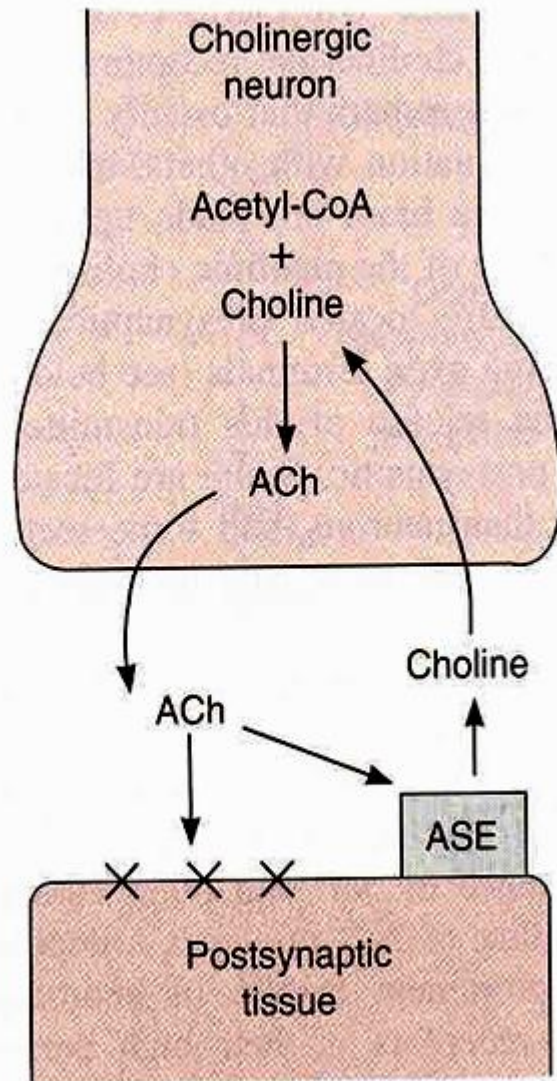 Cholinergic
neuron
Acetyl-CoA
+
Choline
ACh
Choline
ACh
ASE
Postsynaptic
tissue